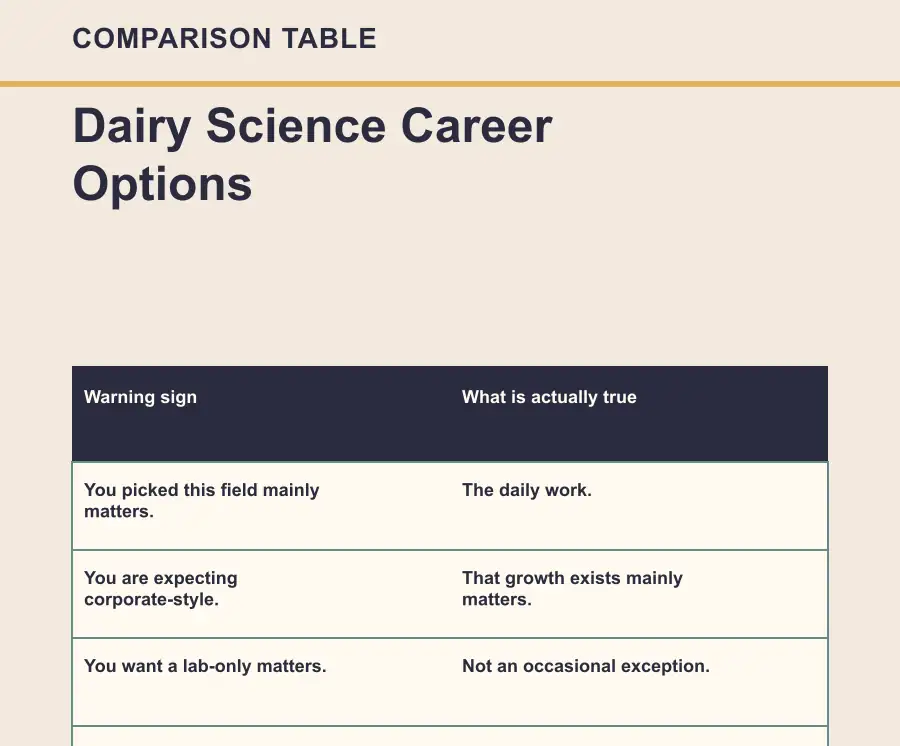 COMPARISON TABLE
Dairy Science Career
Options
Warning sign
What is actually true
You picked this field mainly
matters.
The daily work.
You are expecting
corporate-style.
That growth exists mainly
matters.
You want a lab-only matters.
Not an occasional exception.